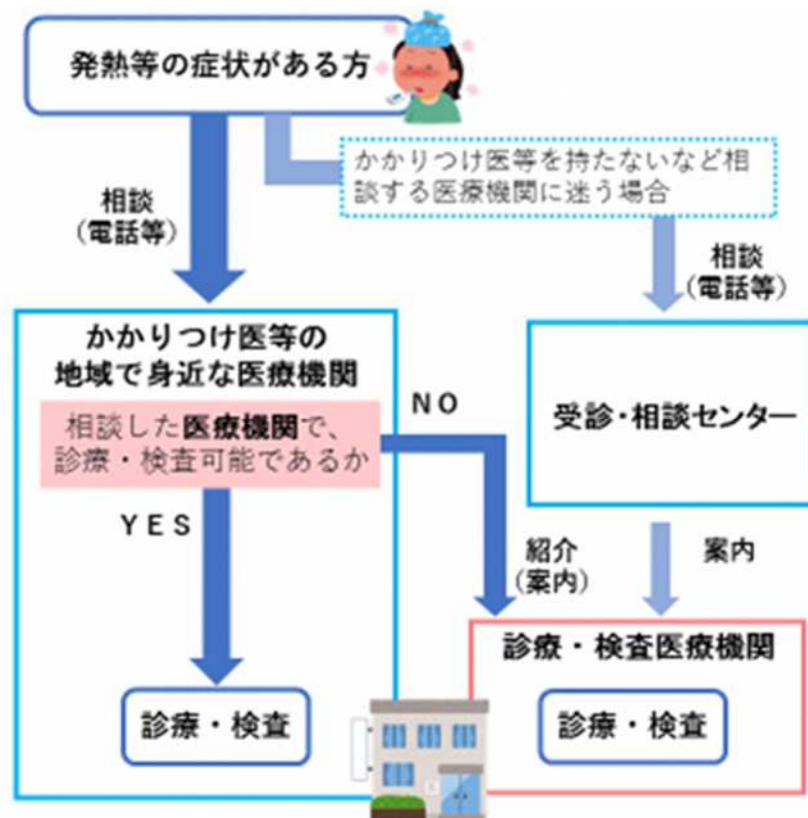 発熱等の症状がある方
かかりつけ医等を持たないなど相
談する医療機関に迷う場合
相談
（電話等）
相談
（電話等）
かかりつけ医等の
地域で身近な医療機関
相談した医療機関で、
診療・検査可能であるか
NO
受診・相談センター
YES
紹介
（案内）
案内
診療・検査医療機関
診療・検査
診療・検査